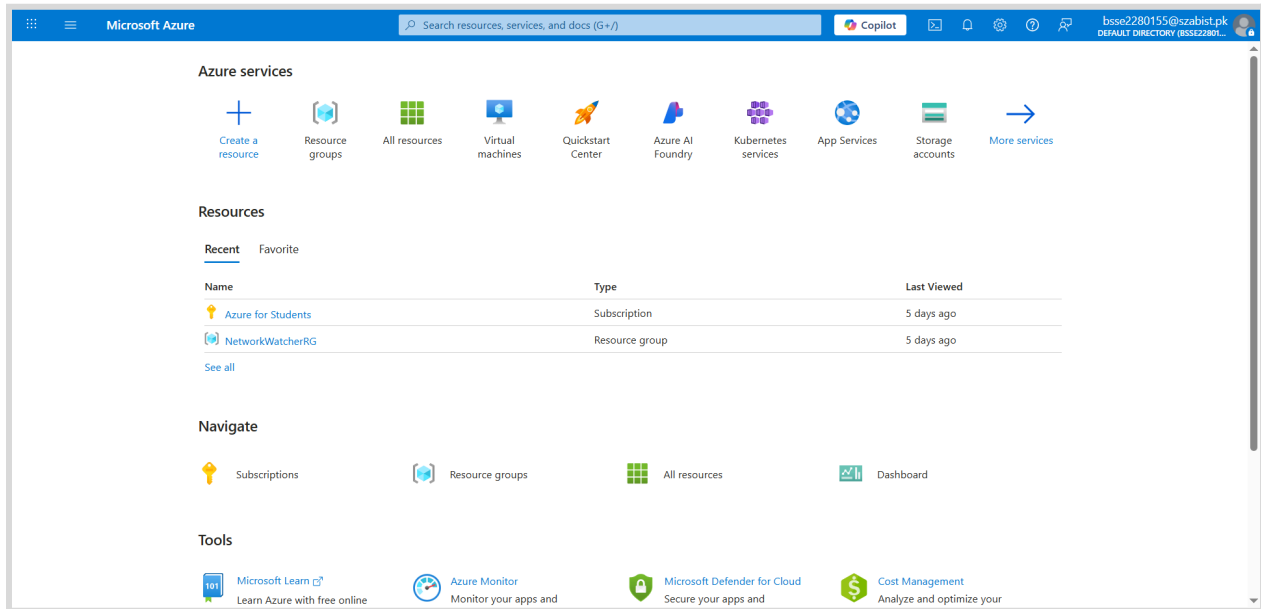 Microsoft Azure
Search resources, services, and docs (G+/)
Copilot
bsse2280155@szabist.pk
DEFAULT DIRECTORY (BSSE22801...
Azure services
Create a resource
Resource groups
All resources
Virtual machines
Quickstart Center
Azure AI Foundry
Kubernetes services
App Services
Storage accounts
More services
Resources
Recent Favorite
Name Type Last Viewed
Azure for Students Subscription 5 days ago
NetworkWatcherRG Resource group 5 days ago
See all
Navigate
Subscriptions Resource groups All resources Dashboard
Tools
101
Microsoft Learn
Learn Azure with free online
Azure Monitor
Monitor your apps and
Microsoft Defender for Cloud
Secure your apps and
Cost Management
Analyze and optimize your